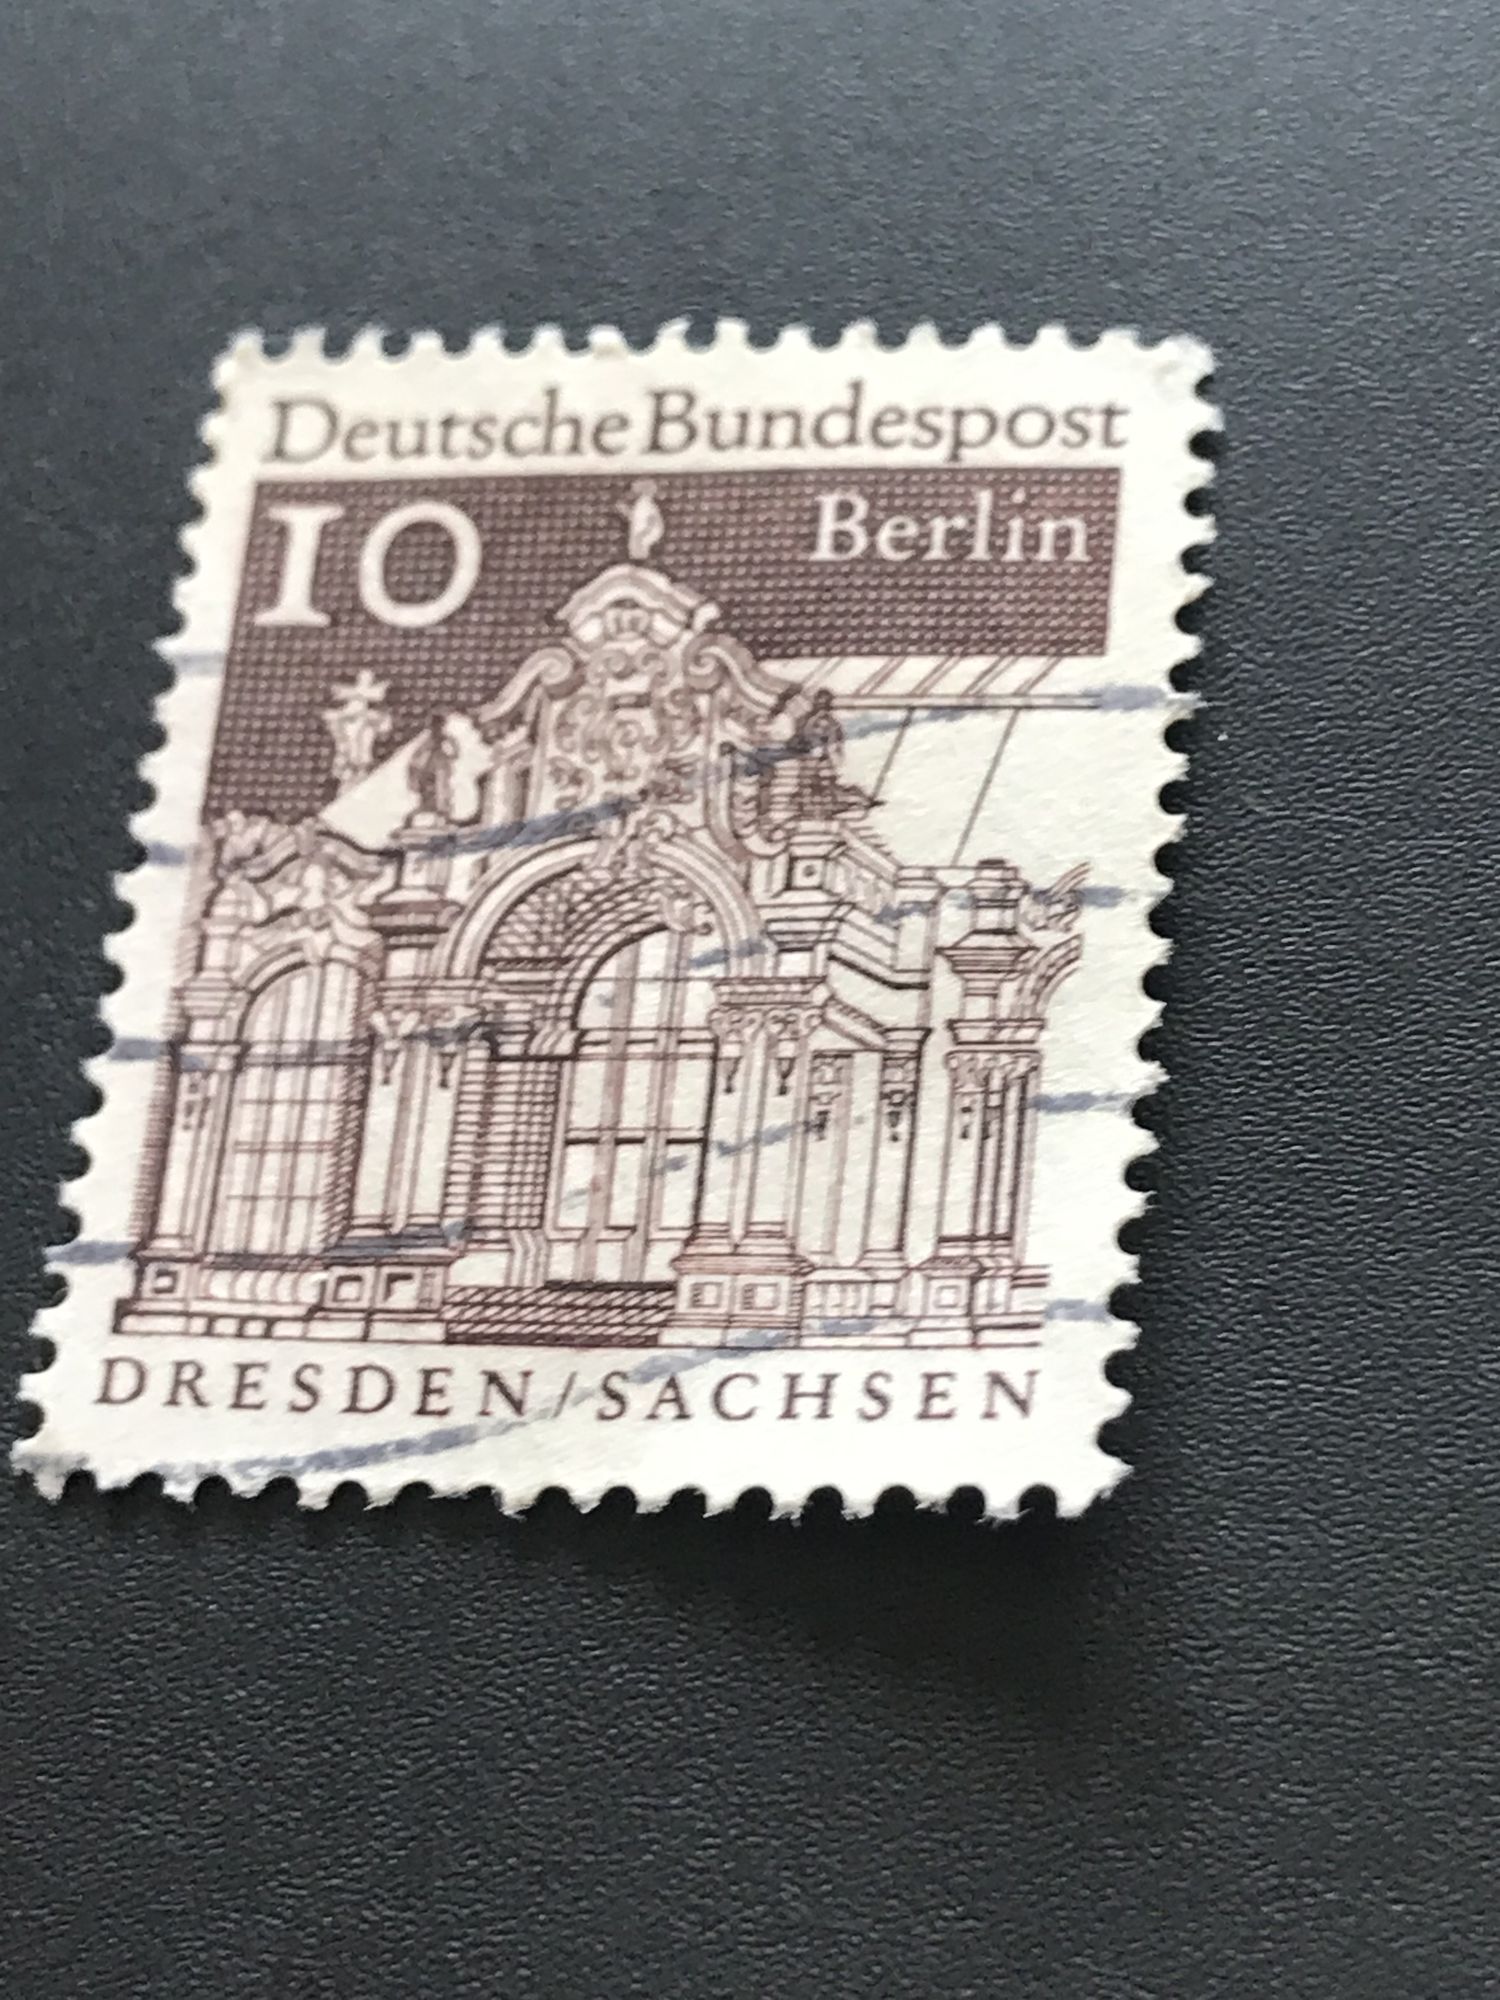 Deutsche Bundespost
10 Berlin
DRESDEN/SACHSEN